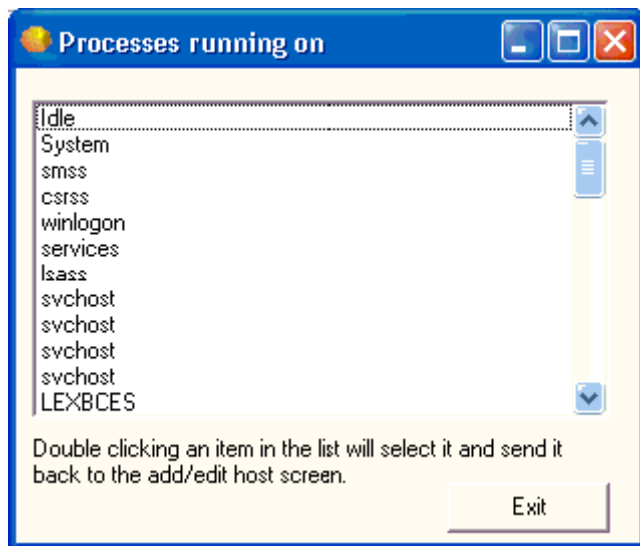 Processes running on
Idle
System
smss
csrss
winlogon
services
lsass
svchost
svchost
svchost
svchost
LEXBCES
Double clicking an item in the list will select it and send it
back to the add/edit host screen.
Exit